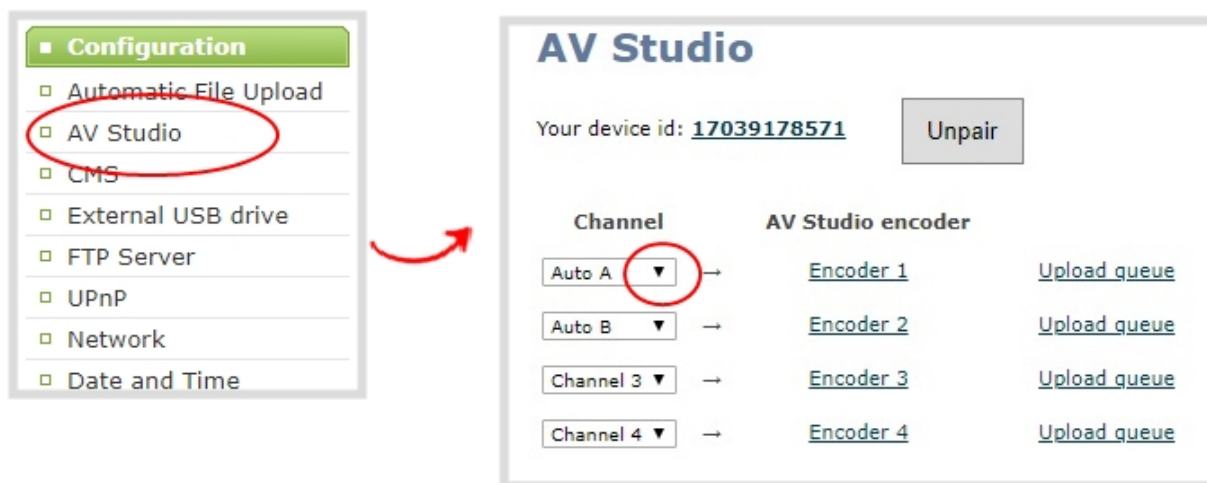 Configuration
Automatic File Upload
AV Studio
CMS
External USB drive
FTP Server
UPnP
Network
Date and Time
AV Studio
Your device id: 17039178571 Unpair
Channel AV Studio encoder
Auto A ▼ → Encoder 1 Upload queue
Auto B ▼ → Encoder 2 Upload queue
Channel 3 ▼ → Encoder 3 Upload queue
Channel 4 ▼ → Encoder 4 Upload queue